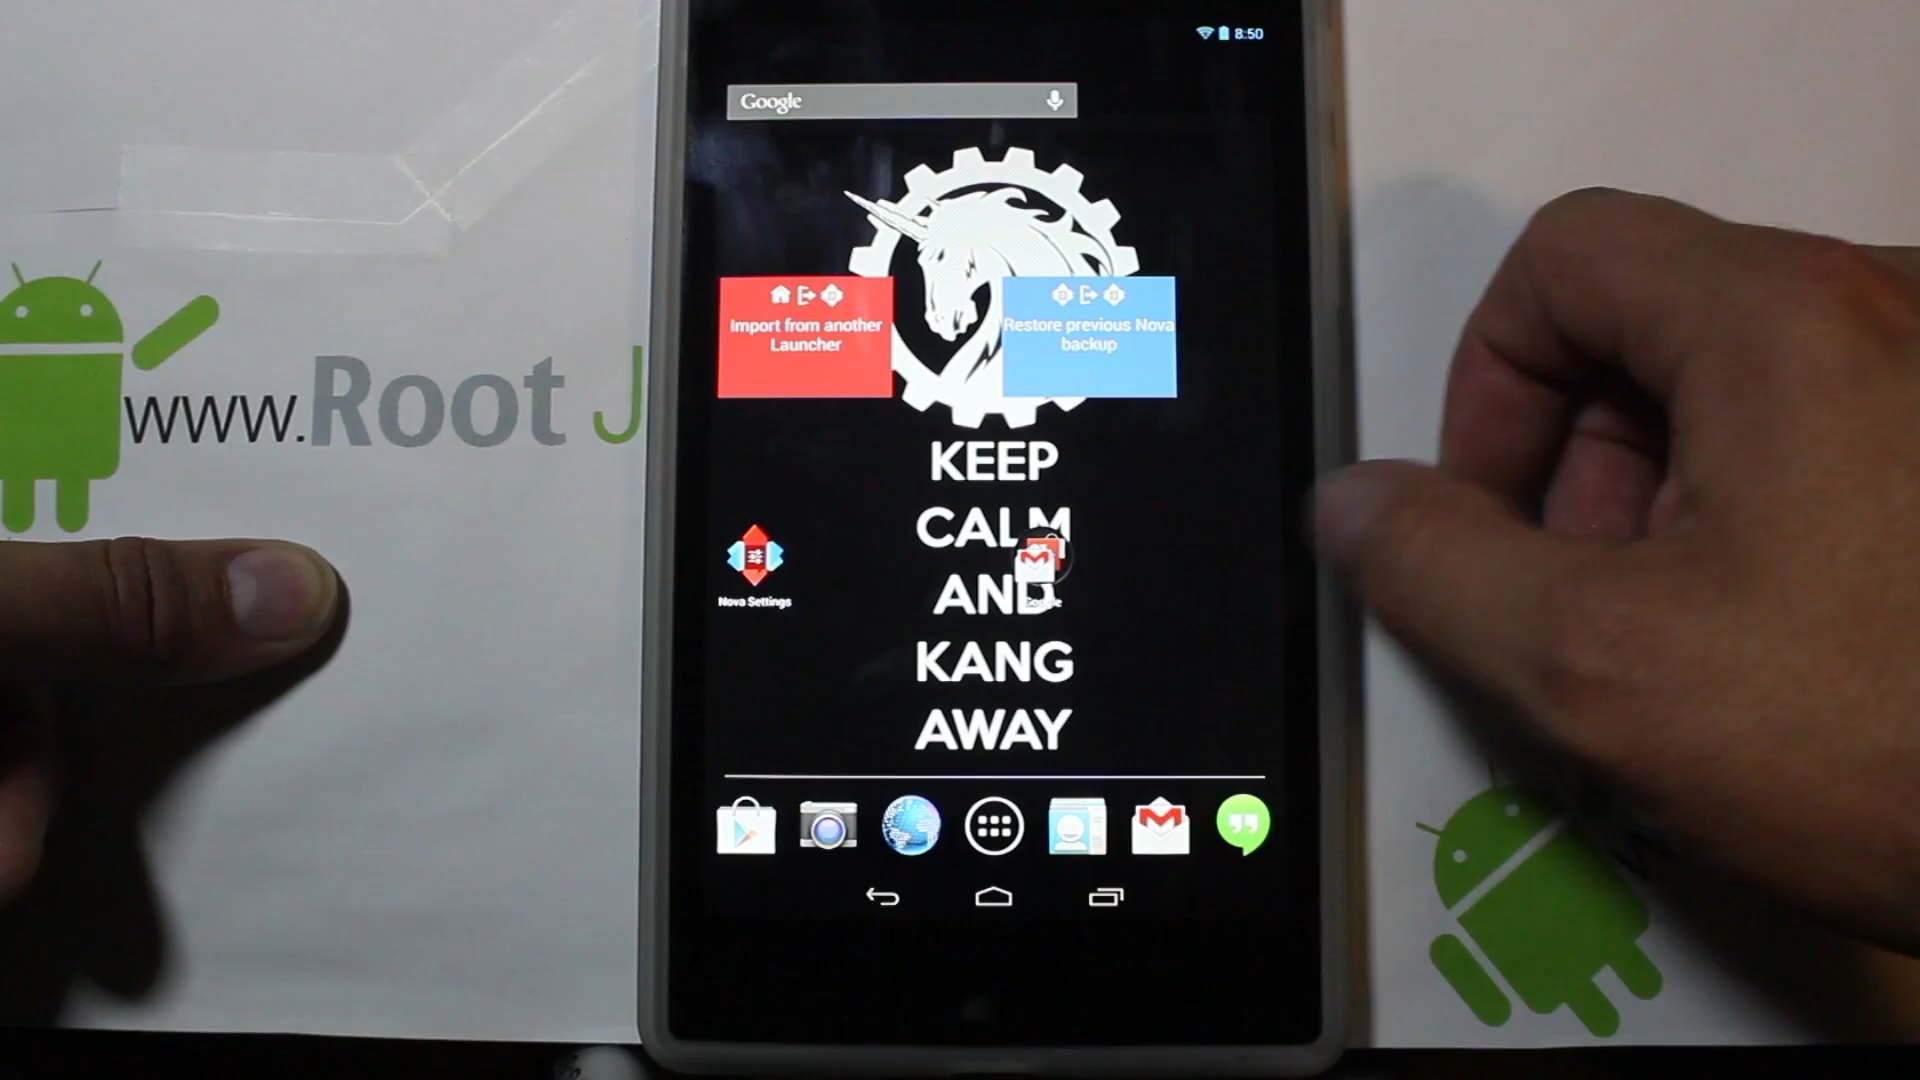 8:50
Google
Import from another
Launcher
Restore previous Nova
backup
www.Root J
KEEP
CALM
AND
KANG
AWAY
Nova Settings
Google